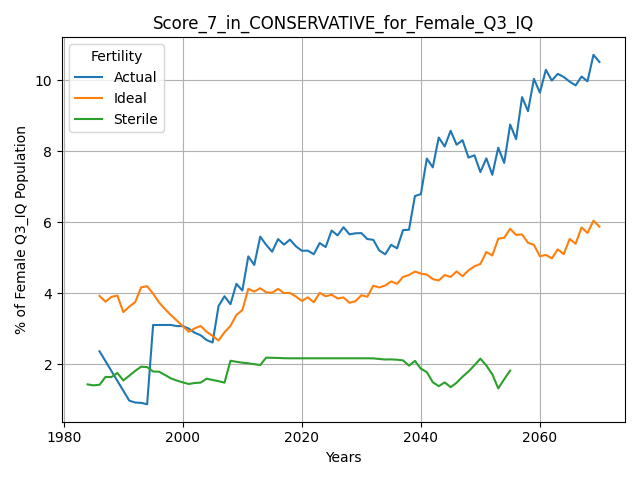 Score_7_in_CONSERVATIVE_for_Female_Q3_IQ
Fertility
Actual
Ideal
Sterile
% of Female Q3_IQ Population
10
8
6
4
2
1980
2000
2020
2040
2060
Years